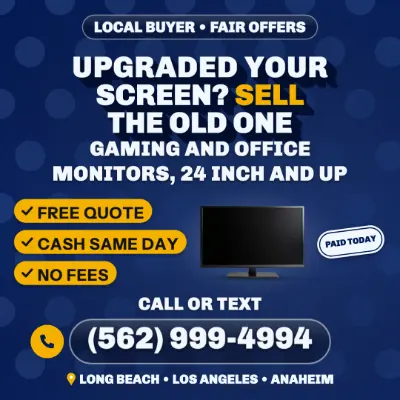 LOCAL BUYER • FAIR OFFERS
UPGRADED YOUR
SCREEN? SELL
THE OLD ONE
GAMING AND OFFICE
MONITORS, 24 INCH AND UP
FREE QUOTE
CASH SAME DAY
NO FEES
PAID TODAY
CALL OR TEXT
(562) 999-4994
LONG BEACH • LOS ANGELES • ANAHEIM